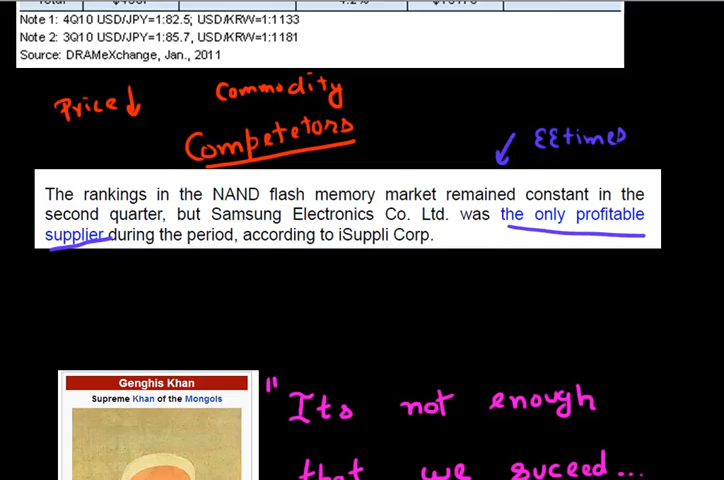 Note 1: 4Q10 USD/JPY=1:82.5; USD/KRW=1:1133
Note 2: 3Q10 USD/JPY=1:85.7, USD/KRW=1:1181
Source: DRAMeXchange, Jan., 2011
Price↓ Commodity
Competetors
EEtimes
The rankings in the NAND flash memory market remained constant in the
second quarter, but Samsung Electronics Co. Ltd. was the only profitable
supplier during the period, according to iSuppli Corp.
Genghis Khan
Supreme Khan of the Mongols
"Its not enough
that we suceed...